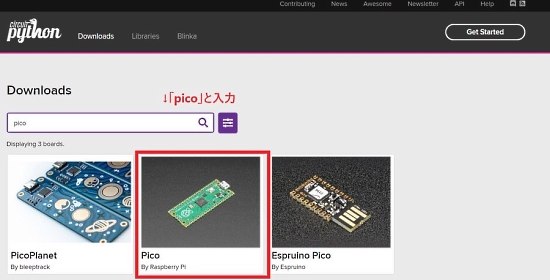 Contributing News Awesome Newsletter API Help
circuit python Downloads Libraries Blinka Get Started
Downloads
↓「pico」と入力
pico
Displaying 3 boards.
PicoPlanet Pico Espruino Pico
By bleeptrack By Raspberry Pi By Espruino